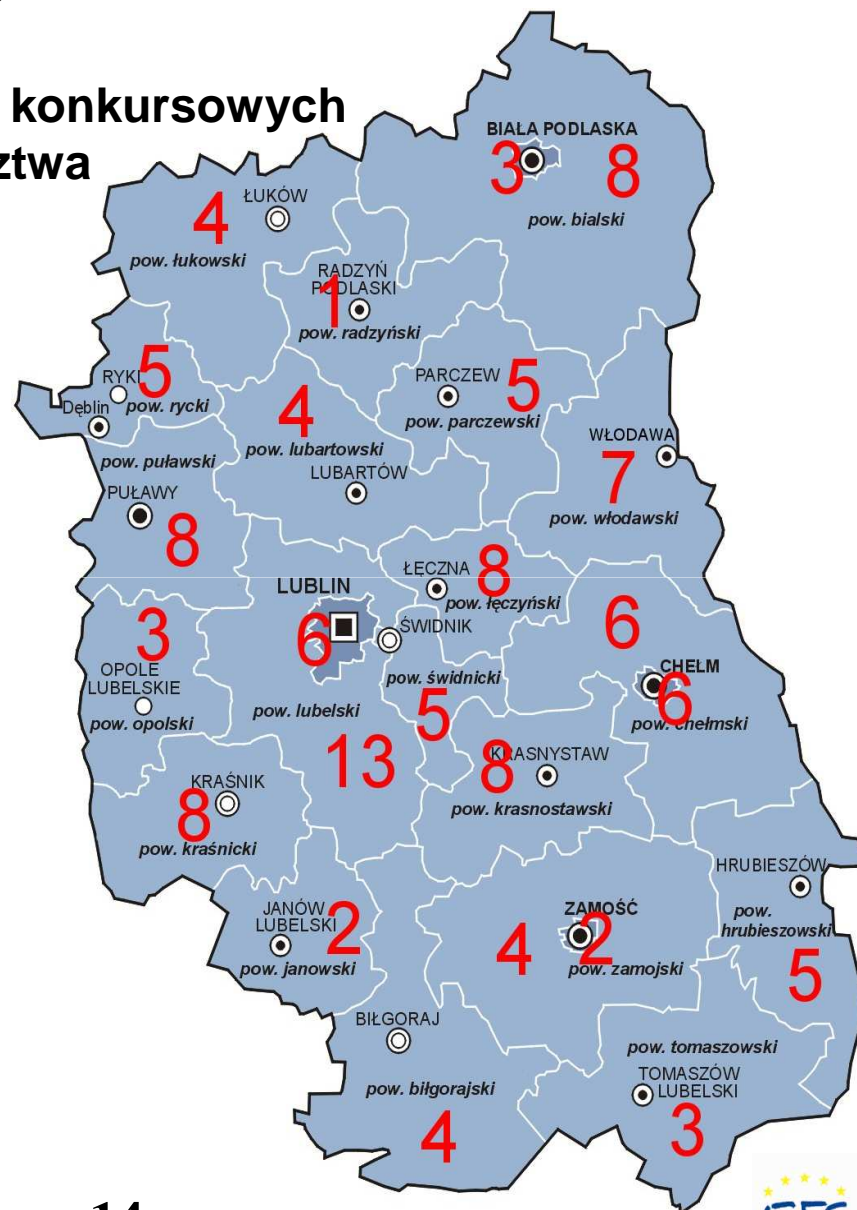 konkursowych
ztwa
BIAŁA PODLASKA
3
8
pow. bialski
ŁUKÓW
4
pow. łukowski
RADZYŃ
PODLASKI
1
pow. radzyński
RYKI
5
Dęblin
pow. rycki
PARCZEW
5
pow. parczewski
4
pow. lubartowski
LUBARTÓW
WŁODAWA
7
pow. włodawski
pow. puławski
PUŁAWY
8
ŁĘCZNA
8
pow. łęczyński
LUBLIN
6
ŚWIDNIK
pow. świdnicki
5
6
CHEŁM
6
pow. chełmski
3
OPOLE
LUBELSKIE
pow. opolski
pow. lubelski
13
KRASNYSTAW
8
pow. krasnostawski
KRAŚNIK
8
pow. kraśnicki
HRUBIESZÓW
pow.
hrubieszowski
5
JANÓW
LUBELSKI
2
pow. janowski
ZAMOŚĆ
2
4
pow. zamojski
BIŁGORAJ
pow. biłgorajski
4
pow. tomaszowski
TOMASZÓW
LUBELSKI
3
14